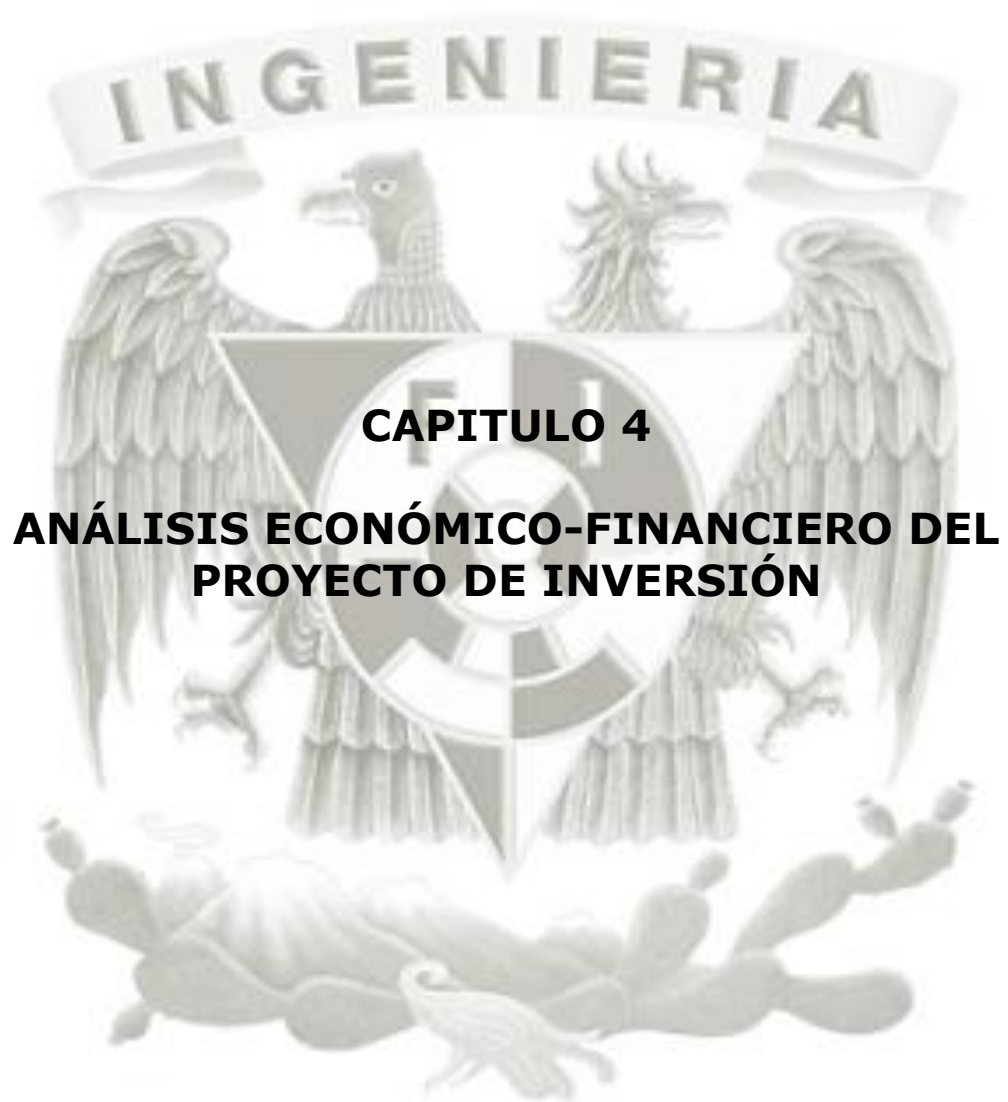 INGENIERIA
F I
CAPITULO 4
ANÁLISIS ECONÓMICO-FINANCIERO DEL
PROYECTO DE INVERSIÓN